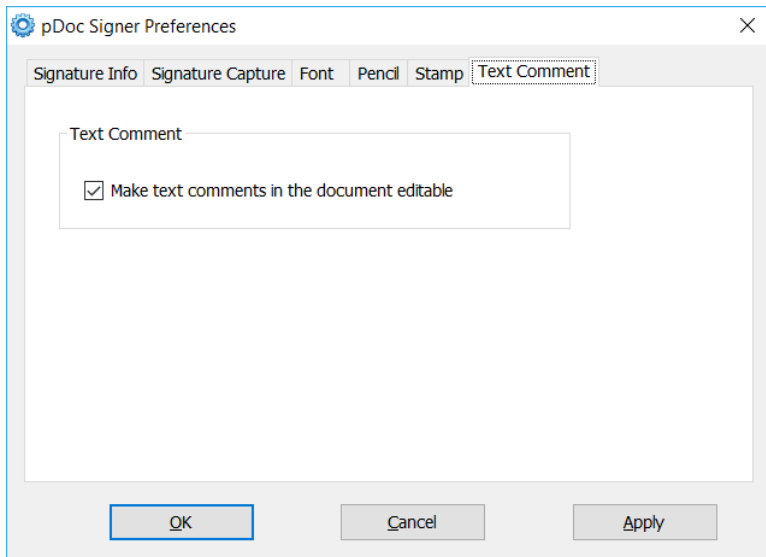 pDoc Signer Preferences
Signature Info Signature Capture Font Pencil Stamp Text Comment
Text Comment
Make text comments in the document editable
OK Cancel Apply